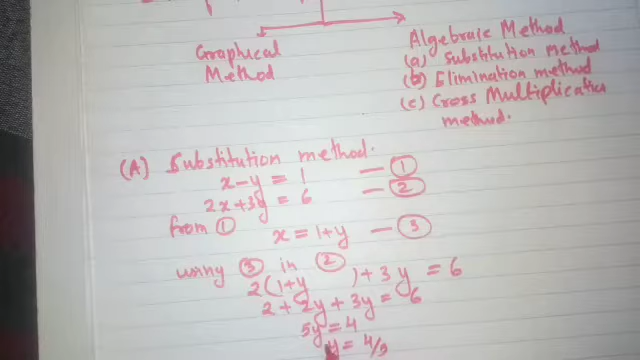 Graphical Method
Algebraic Method
(a) Substitution method
(b) Elimination method
(c) Cross Multiplication method.
(A) Substitution method.
x-y = 1 — ①
2x+3y = 6 — ②
from ①
x = 1+y — ③
using ③ in ②
2(1+y ) + 3y = 6
2 + 2y + 3y = 6
5y = 4
y = 4/5